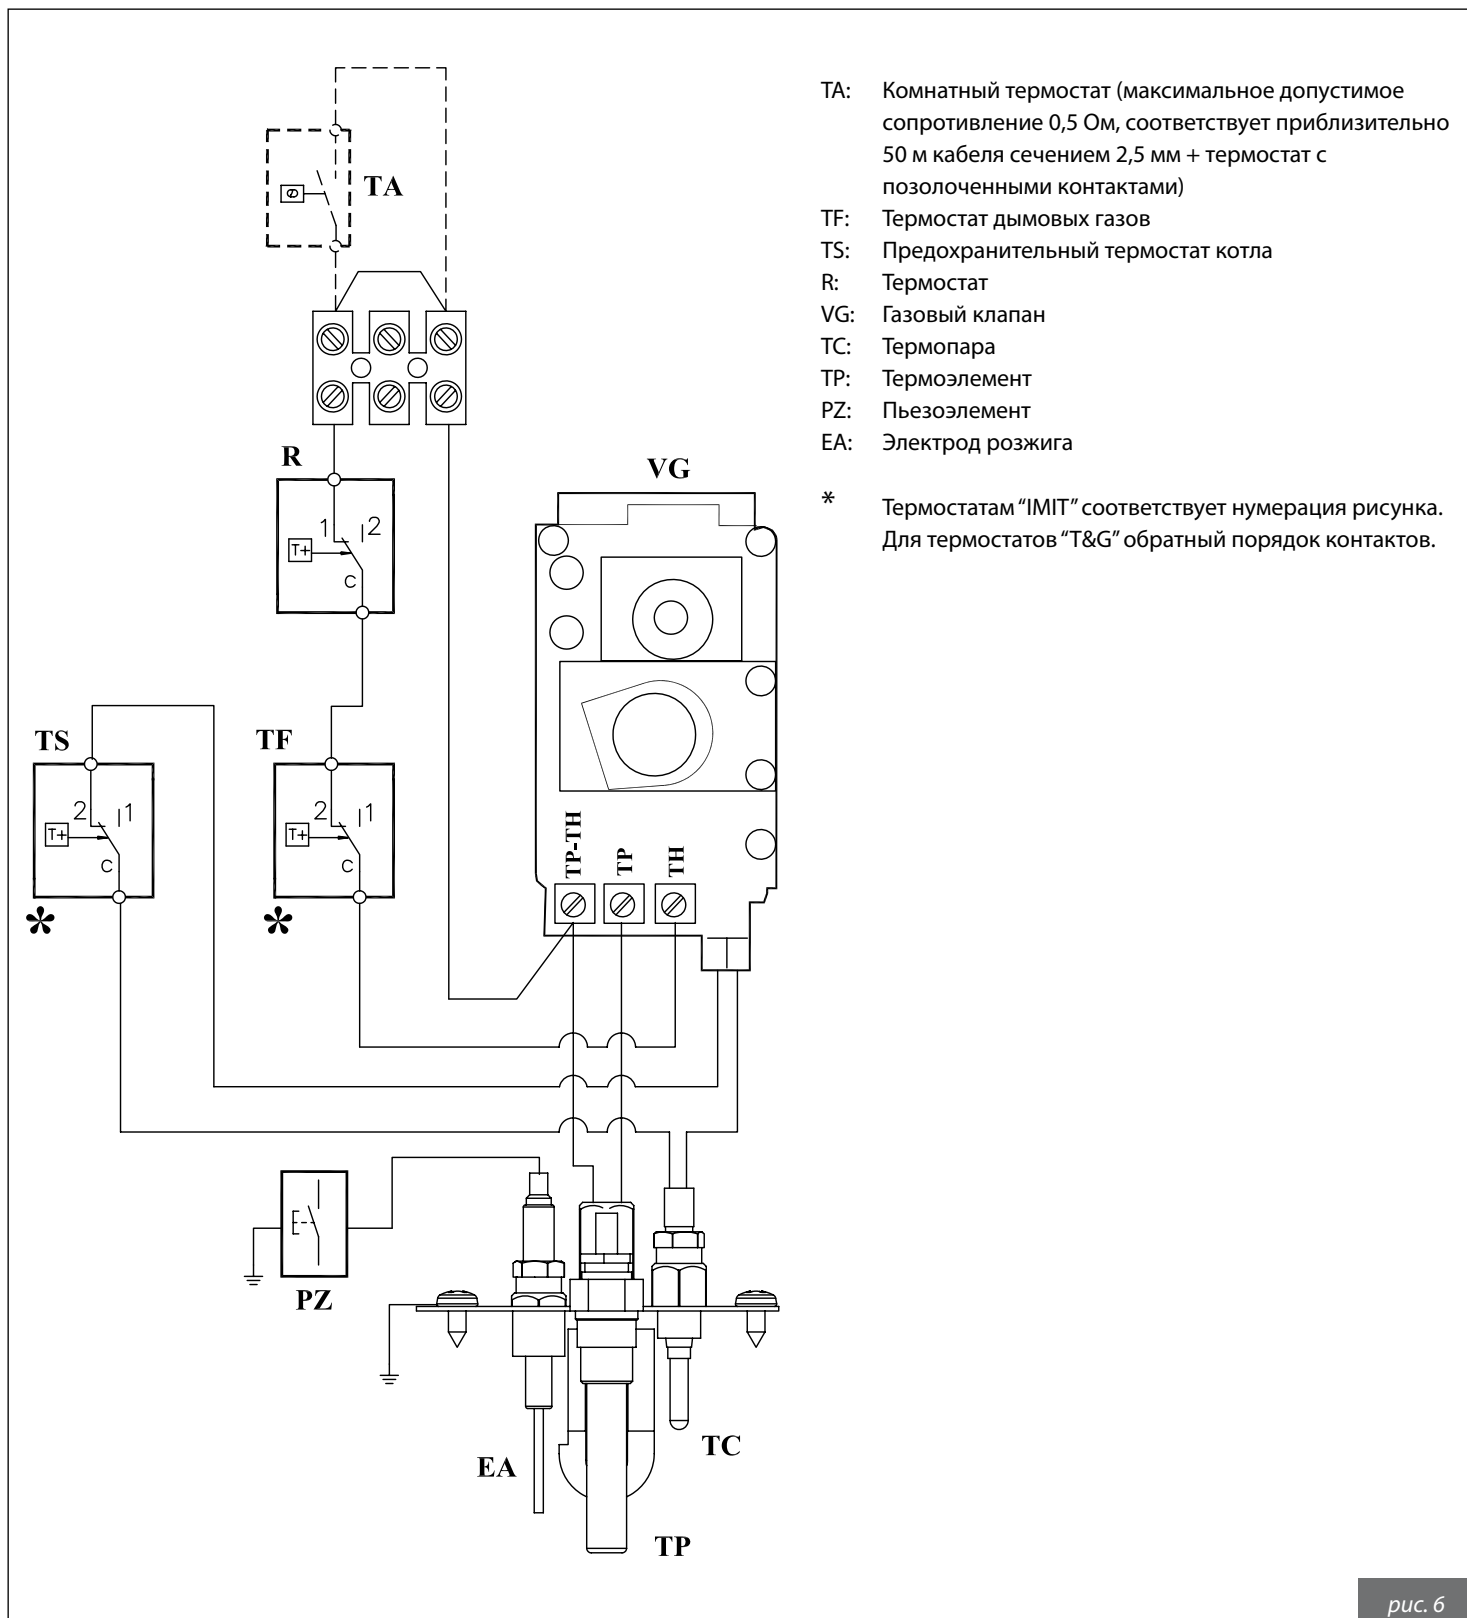 TA: Комнатный термостат (максимальное допустимое
сопротивление 0,5 Ом, соответствует приблизительно
50 м кабеля сечением 2,5 мм + термостат с
позолоченными контактами)
TF: Термостат дымовых газов
TS: Предохранительный термостат котла
R: Термостат
VG: Газовый клапан
TC: Термопара
TP: Термоэлемент
PZ: Пьезоэлемент
EA: Электрод розжига
* Термостатам “IMIT” соответствует нумерация рисунка.
Для термостатов “T&G” обратный порядок контактов.
TA
R
VG
1 2
T+
C
TS
TF
2 1
T+
C
*
2 1
T+
C
*
TP-TH
TP
TH
PZ
EA
TC
TP
рис. 6